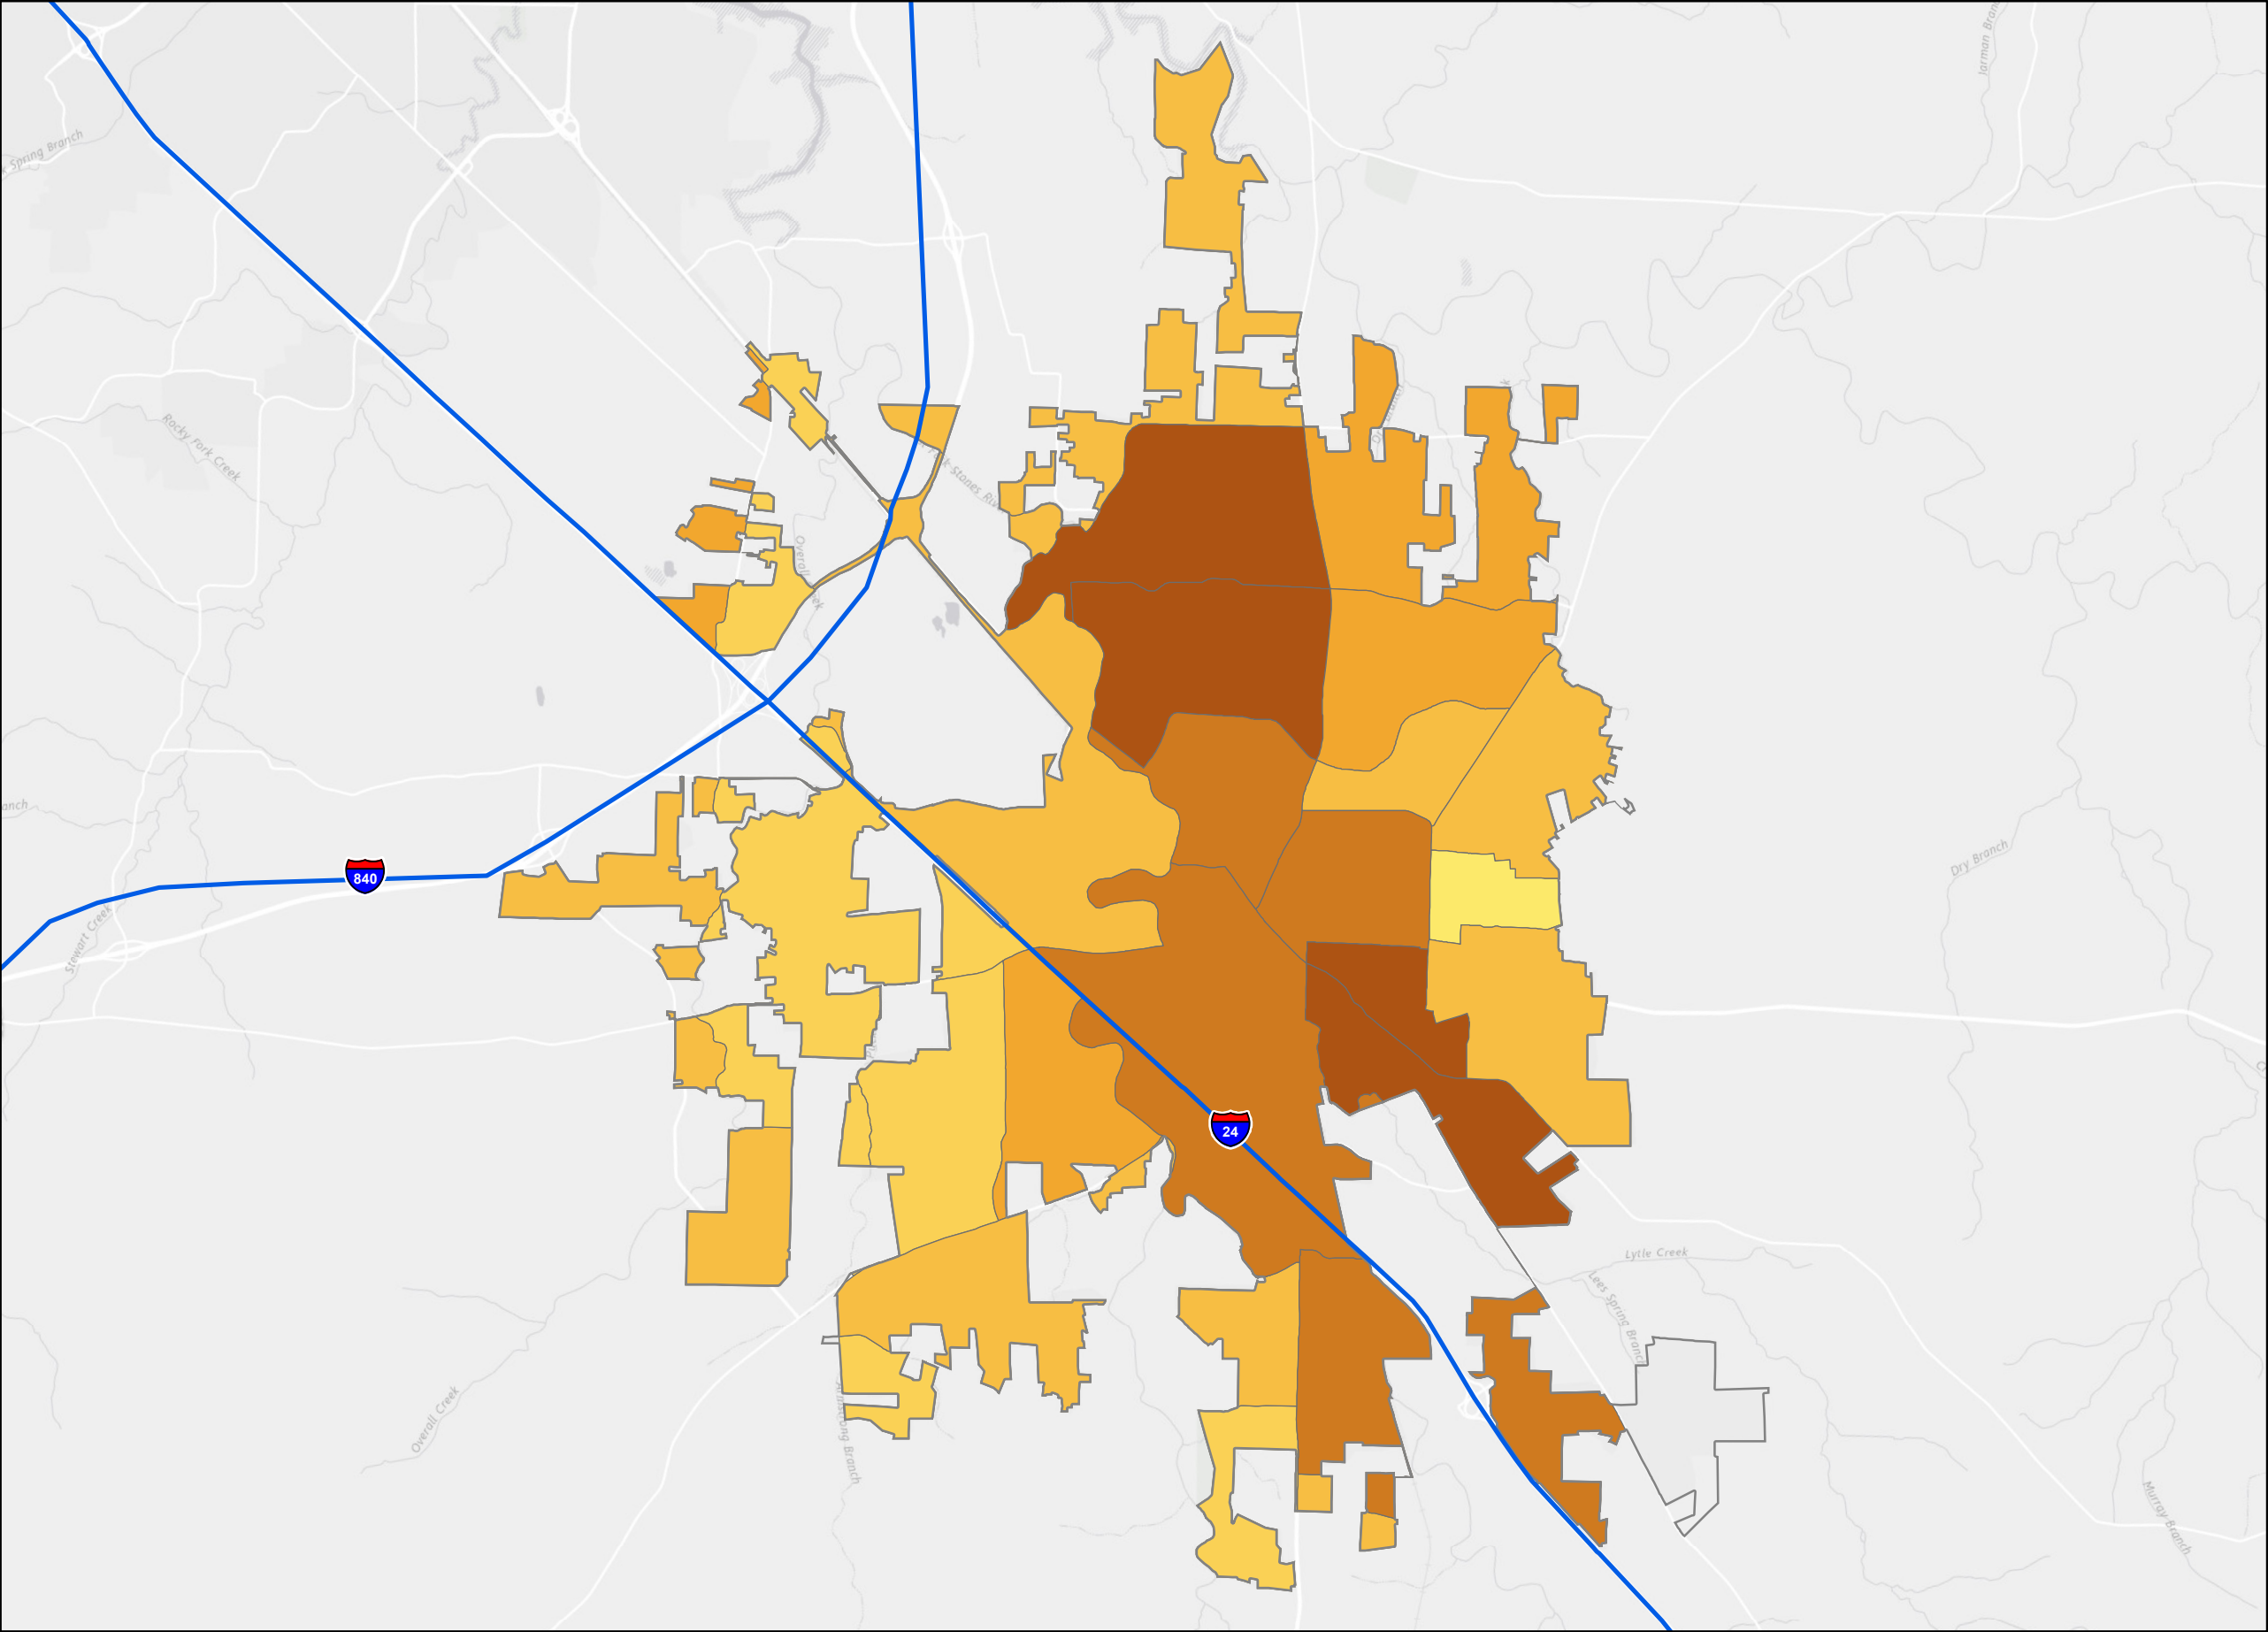 Spring Branch
Rocky Fork Creek
Stewart Creek
Overall Creek
Jarman Bran
Dry Branch
840
24
Lytle Creek
Lees Spring Branch
Overall Creek
Armstrong Branch
Murray Branch